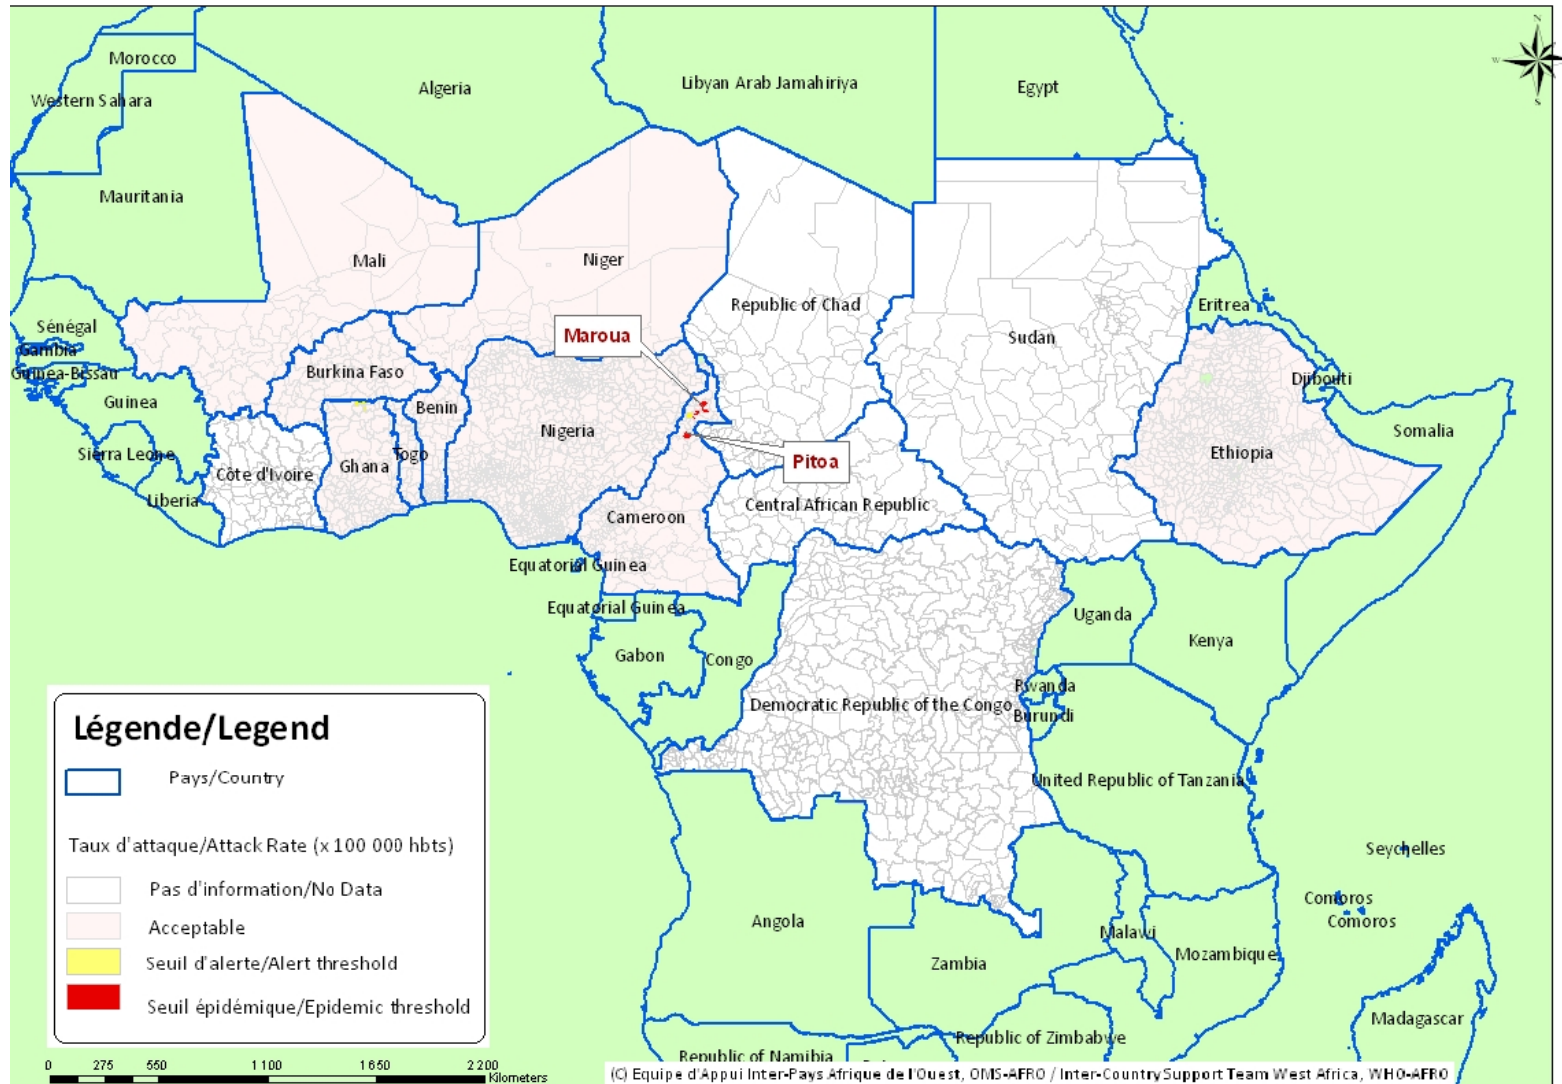 N
W
S
Morocco
Algeria
Libyan Arab Jamahiriya
Egypt
Western Sahara
Mauritania
Mali
Niger
Republic of Chad
Sudan
Eritrea
Sénégal
Gambia
Guinea-Bissau
Maroua
Burkina Faso
Djibouti
Guinea
Benin
Nigeria
Somalia
Sierra Leone
Côte d'Ivoire
Ghana
Togo
Pitoa
Ethiopia
Liberia
Cameroon
Central African Republic
Equatorial Guinea
Equatorial Guinea
Uganda
Kenya
Gabon
Congo
Rwanda
Democratic Republic of the Congo
Burundi
United Republic of Tanzania
Seychelles
Comoros
Comoros
Angola
Malawi
Mozambique
Zambia
Madagascar
Republic of Zimbabwe
Republic of Namibia
Légende/Legend
Pays/Country
Taux d'attaque/Attack Rate (x 100 000 hbts)
Pas d'information/No Data
Acceptable
Seuil d'alerte/Alert threshold
Seuil épidémique/Epidemic threshold
0 275 550 1 100 1 650 2 200
Kilometers
(C) Equipe d'Appui Inter-Pays Afrique de l'Ouest, OMS-AFRO / Inter-Country Support Team West Africa, WHO-AFRO